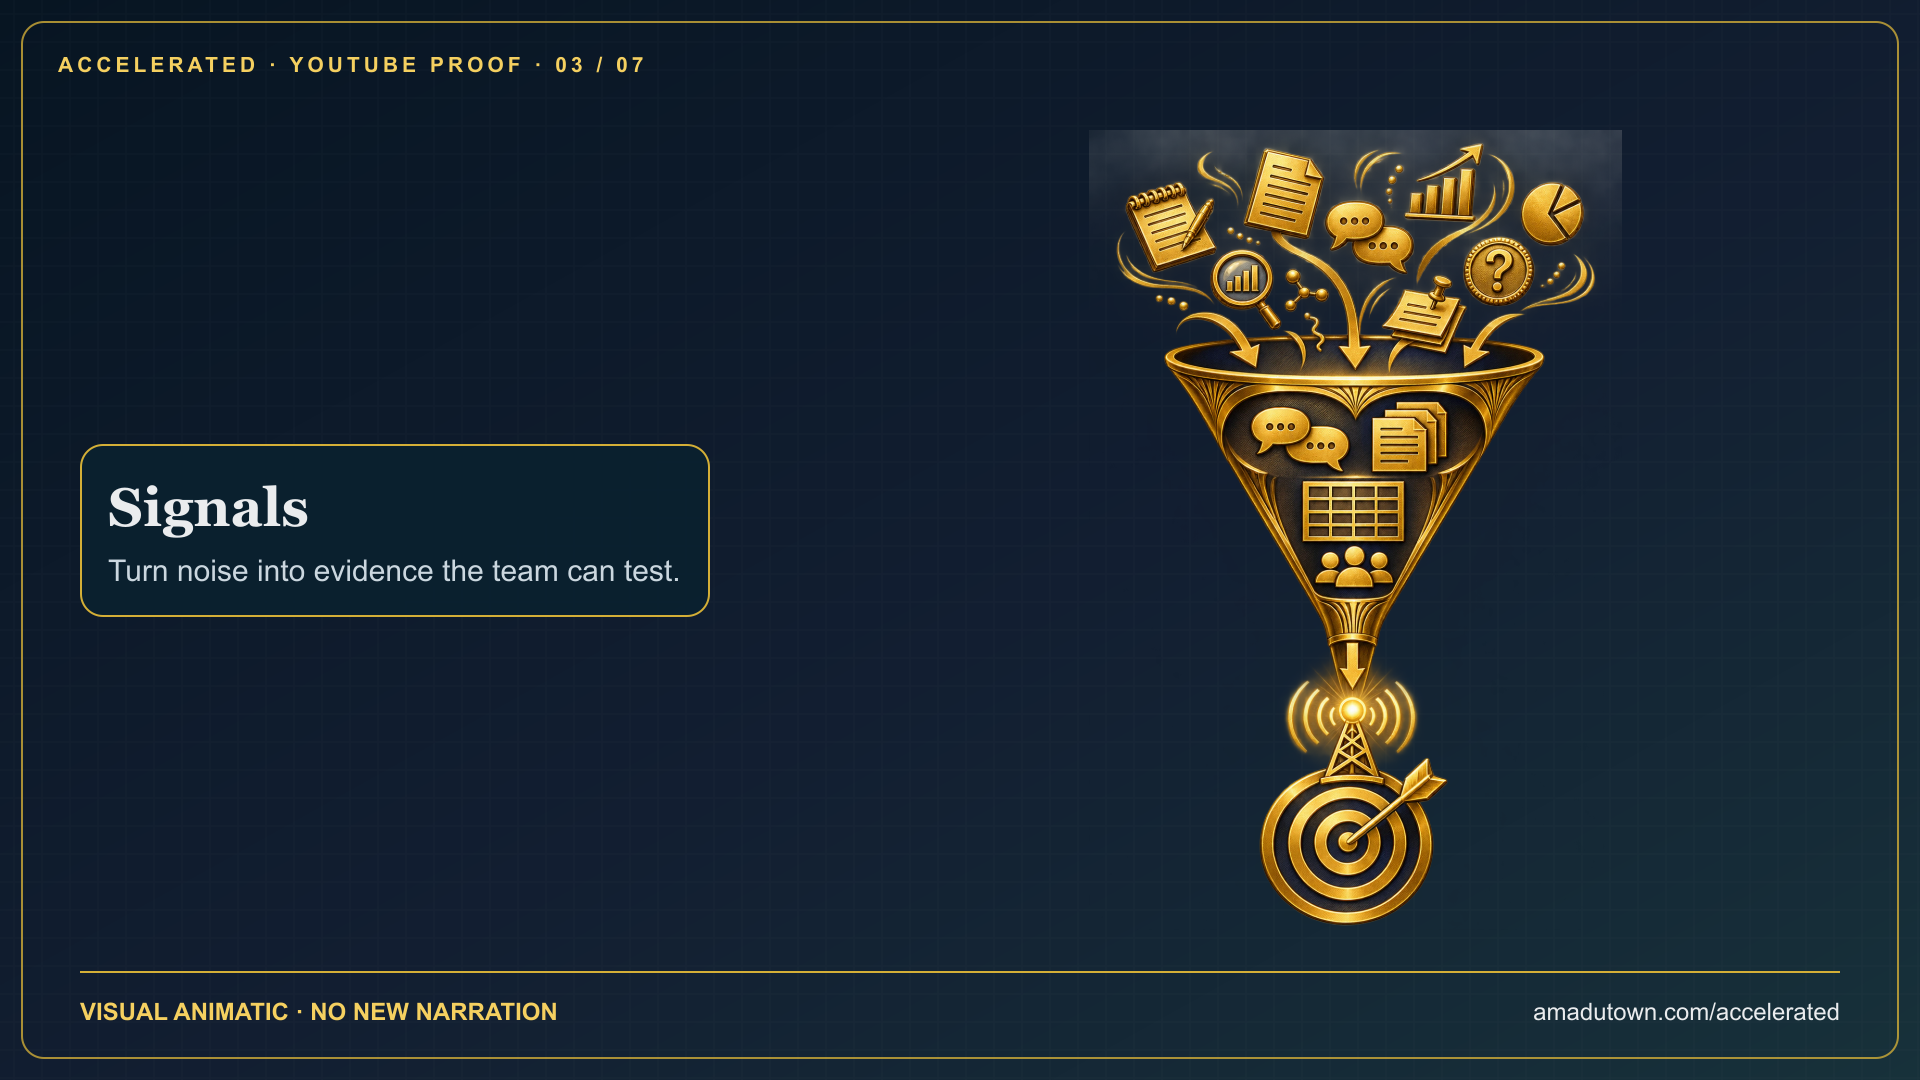 ACCELERATED · YOUTUBE PROOF · 03 / 07
Signals
Turn noise into evidence the team can test.
?
VISUAL ANIMATIC · NO NEW NARRATION
amadutown.com/accelerated